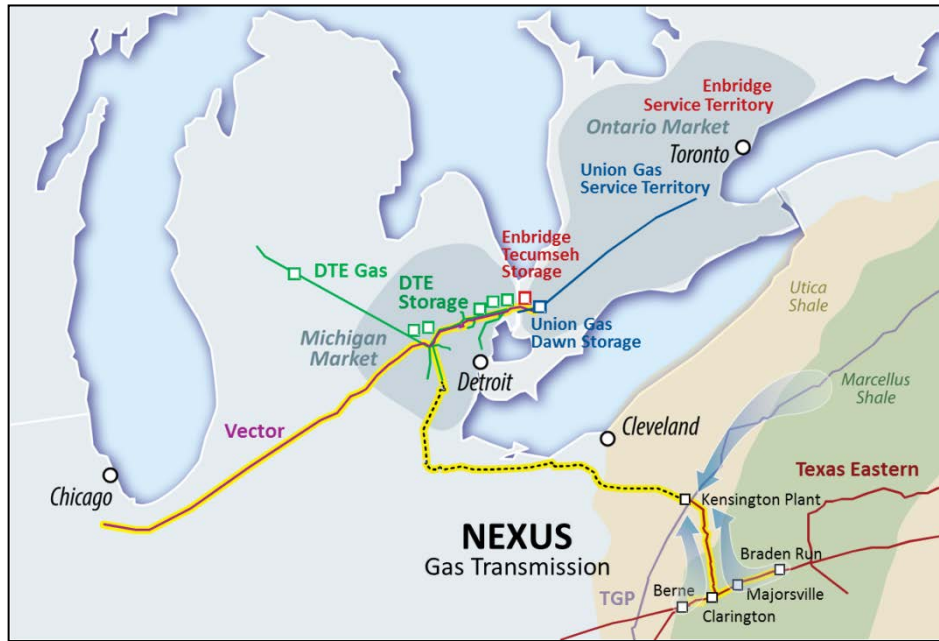 Enbridge
Service Territory
Ontario Market
Toronto
Union Gas
Service Territory
Enbridge
Tecumseh
Storage
DTE Gas
DTE
Storage
Union Gas
Dawn Storage
Utica
Shale
Michigan
Market
Detroit
Marcellus
Shale
Vector
Cleveland
Chicago
Texas Eastern
Kensington Plant
NEXUS
Gas Transmission
Braden Run
Berne
Majorsville
TGP
Clarington